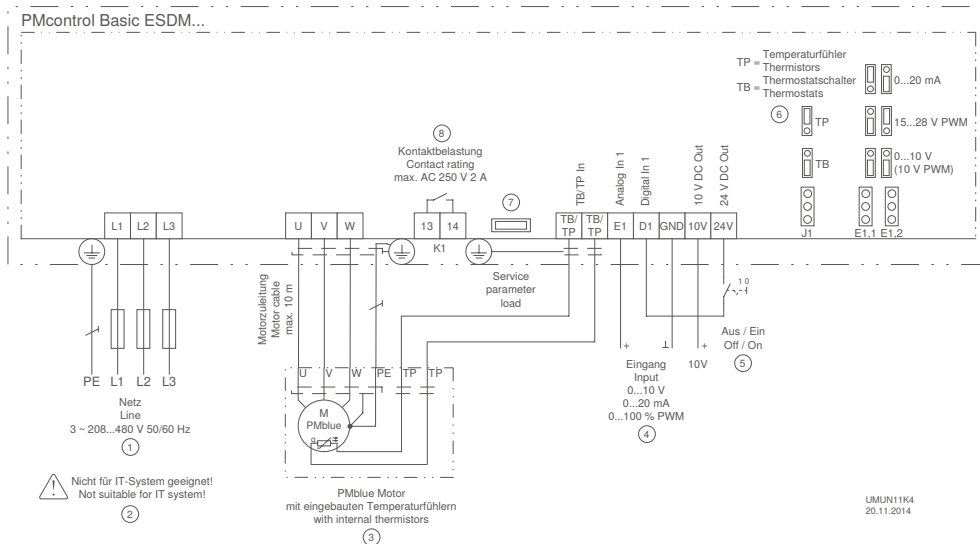 PMcontrol Basic ESDM...
TP = Temperaturfühler
Thermistors
TB = Thermostatschalter
Thermostats
6
TP
TB
J1
0...20 mA
15...28 V PWM
0...10 V
(10 V PWM)
E1,1 E1,2
8
Kontaktbelastung
Contact rating
max. AC 250 V 2 A
7
TB/TP In
Analog In 1
Digital In 1
10 V DC Out
24 V DC Out
L1 L2 L3
U V W
13 14
K1
TB/TP TB/TP E1 D1 GND 10V 24V
Motorzuleitung
Motor cable
max. 10 m
Service
parameter
load
1 0
Aus / Ein
Off / On
5
PE L1 L2 L3
Netz
Line
3 ~ 208...480 V 50/60 Hz
1
U V W PE TP TP
M
PMblue
+ ⊥ +
Eingang
Input
0...10 V
0...20 mA
0...100 % PWM
4
10V
! Nicht für IT-System geeignet!
Not suitable for IT system!
2
PMblue Motor
mit eingebauten Temperaturfühlern
with internal thermistors
3
UMUN11K4
20.11.2014